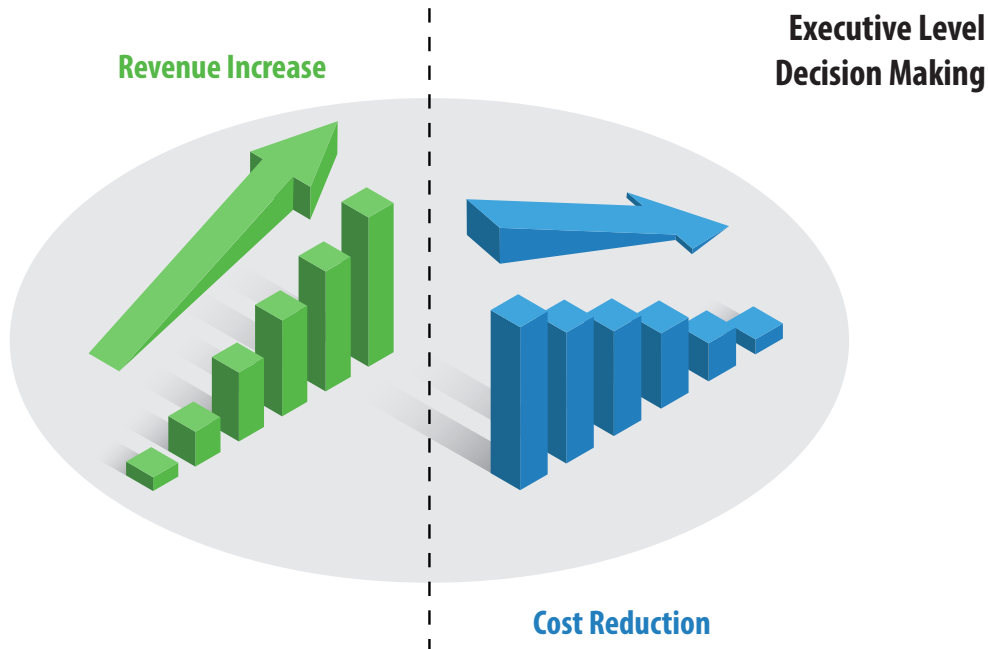 Executive Level
Decision Making
Revenue Increase
Cost Reduction